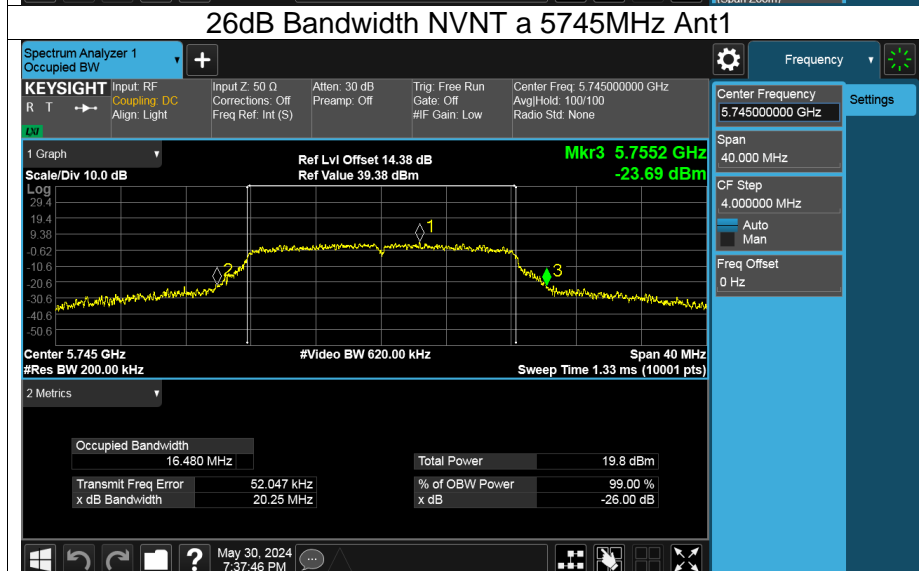 (Span Zoom)
26dB Bandwidth NVNT a 5745MHz Ant1
Spectrum Analyzer 1
Occupied BW
+
Frequency
KEYSIGHT
R T
LXI
Input: RF
Coupling: DC
Align: Light
Input Z: 50 Ω
Corrections: Off
Freq Ref: Int (S)
Atten: 30 dB
Preamp: Off
Trig: Free Run
Gate: Off
#IF Gain: Low
Center Freq: 5.745000000 GHz
Avg|Hold: 100/100
Radio Std: None
Center Frequency
5.745000000 GHz
Settings
Span
40.000 MHz
CF Step
4.000000 MHz
Auto
Man
Freq Offset
0 Hz
1 Graph
Scale/Div 10.0 dB
Ref Lvl Offset 14.38 dB
Ref Value 39.38 dBm
Mkr3 5.7552 GHz
-23.69 dBm
Log
29.4
19.4
9.38
-0.62
-10.6
-20.6
-30.6
-40.6
-50.6
1
2
3
Center 5.745 GHz
#Res BW 200.00 kHz
#Video BW 620.00 kHz
Span 40 MHz
Sweep Time 1.33 ms (10001 pts)
2 Metrics
Occupied Bandwidth
16.480 MHz
Total Power 19.8 dBm
Transmit Freq Error 52.047 kHz
% of OBW Power 99.00 %
x dB Bandwidth 20.25 MHz
x dB -26.00 dB
?
May 30, 2024
7:37:46 PM